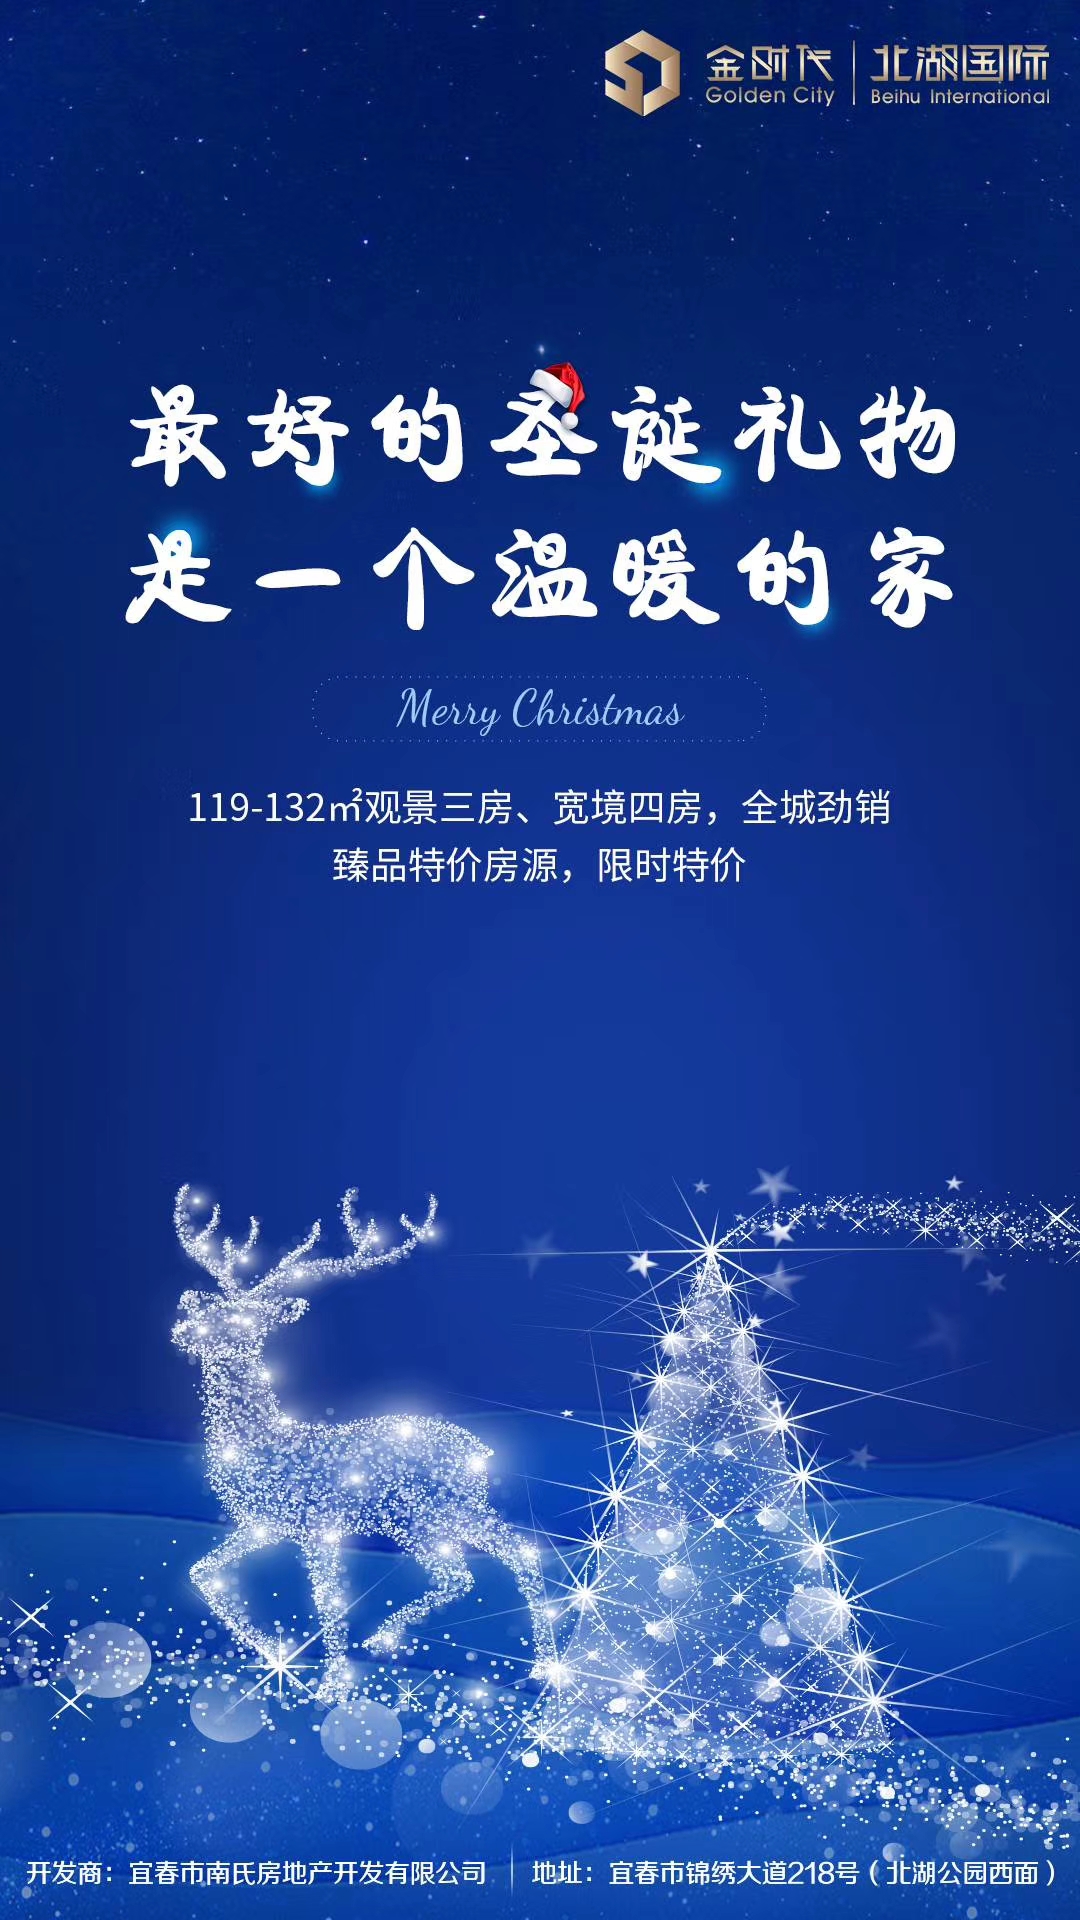 金时代 北湖国际
Golden City Beihu International
最好的圣诞礼物
是一个温暖的家
Merry Christmas
119-132㎡观景三房、宽境四房，全城劲销
臻品特价房源，限时特价
开发商：宜春市南氏房地产开发有限公司 地址：宜春市锦绣大道218号（北湖公园西面）